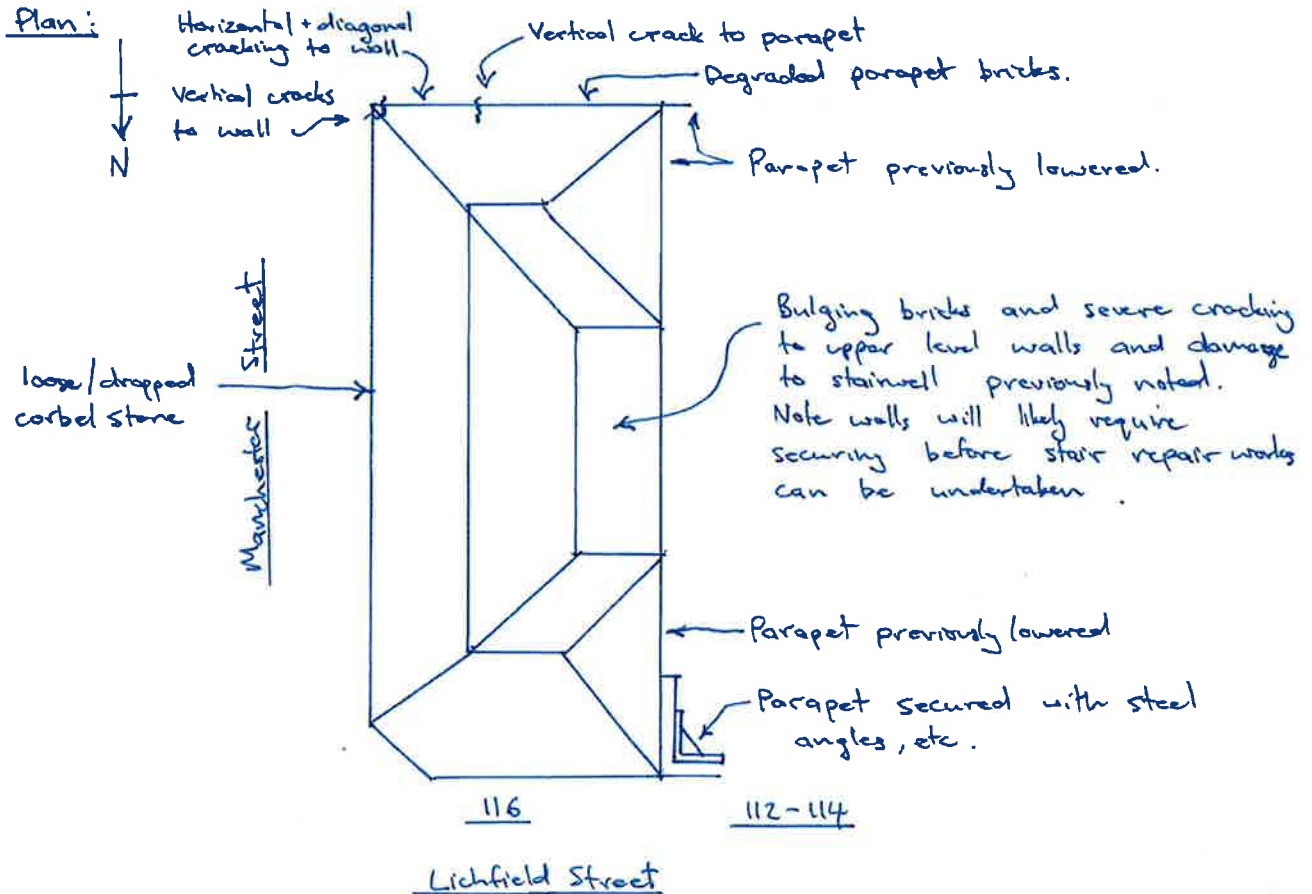 Plan:
N
Horizontal + diagonal
cracking to wall
Vertical crack to parapet
Degraded parapet bricks.
Vertical cracks
to wall
Parapet previously lowered.
Bulging bricks and severe cracking
to upper level walls and damage
to stairwell previously noted.
Note walls will likely require
securing before stair repair works
can be undertaken.
loose/dropped
corbel stone
Manchester Street
Parapet previously lowered
Parapet secured with steel
angles, etc.
116
112-114
Lichfield Street